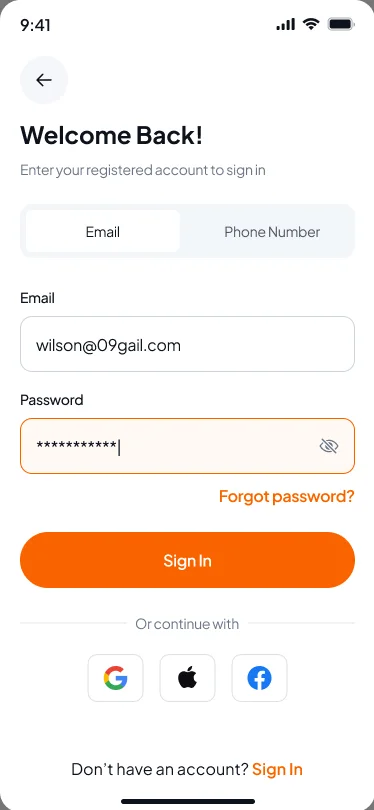 9:41
Welcome Back!
Enter your registered account to sign in
Email
Phone Number
Email
wilson@09gail.com
Password
***********
Forgot password?
Sign In
Or continue with
Don't have an account? Sign In